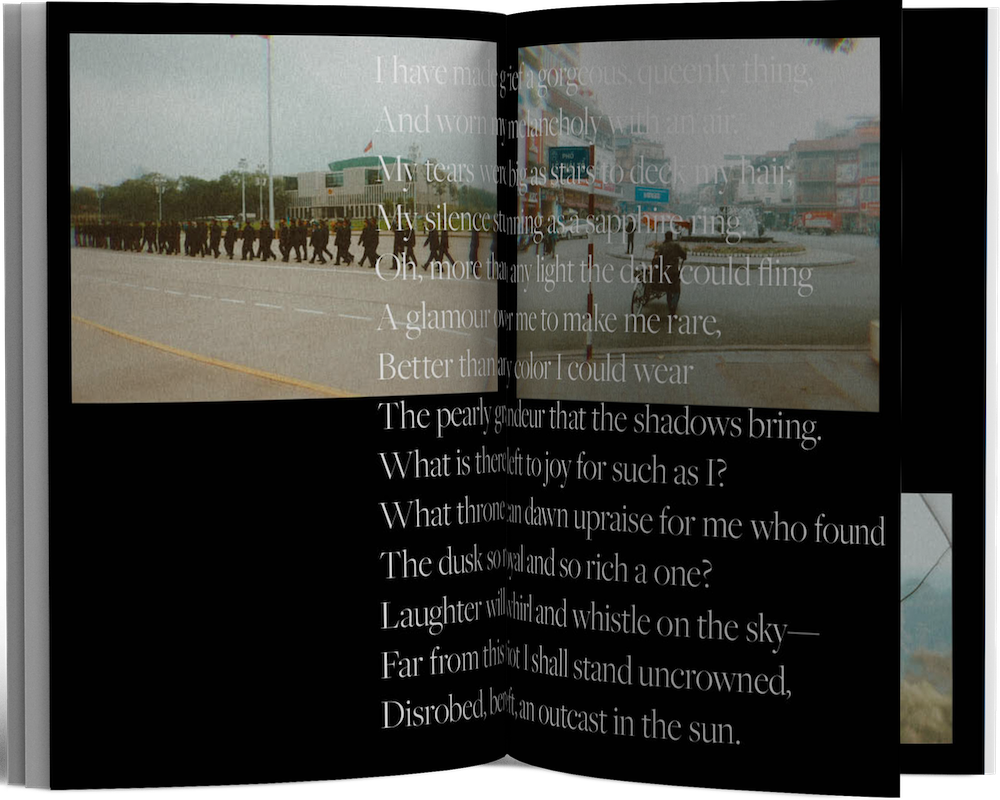 I have made grief a gorgeous, queenly thing,
And worn my melancholy with an air.
My tears were big as stars to deck my hair,
My silence stunning as a sapphire ring.
Oh, more than any light the dark could fling
A glamour over me to make me rare,
Better than any color I could wear
The pearly grandeur that the shadows bring.
What is there left to joy for such as I?
What throne can dawn upraise for me who found
The dusk so royal and so rich a one?
Laughter will whirl and whistle on the sky—
Far from this riot I shall stand uncrowned,
Disrobed, bereft, an outcast in the sun.
PHỐ